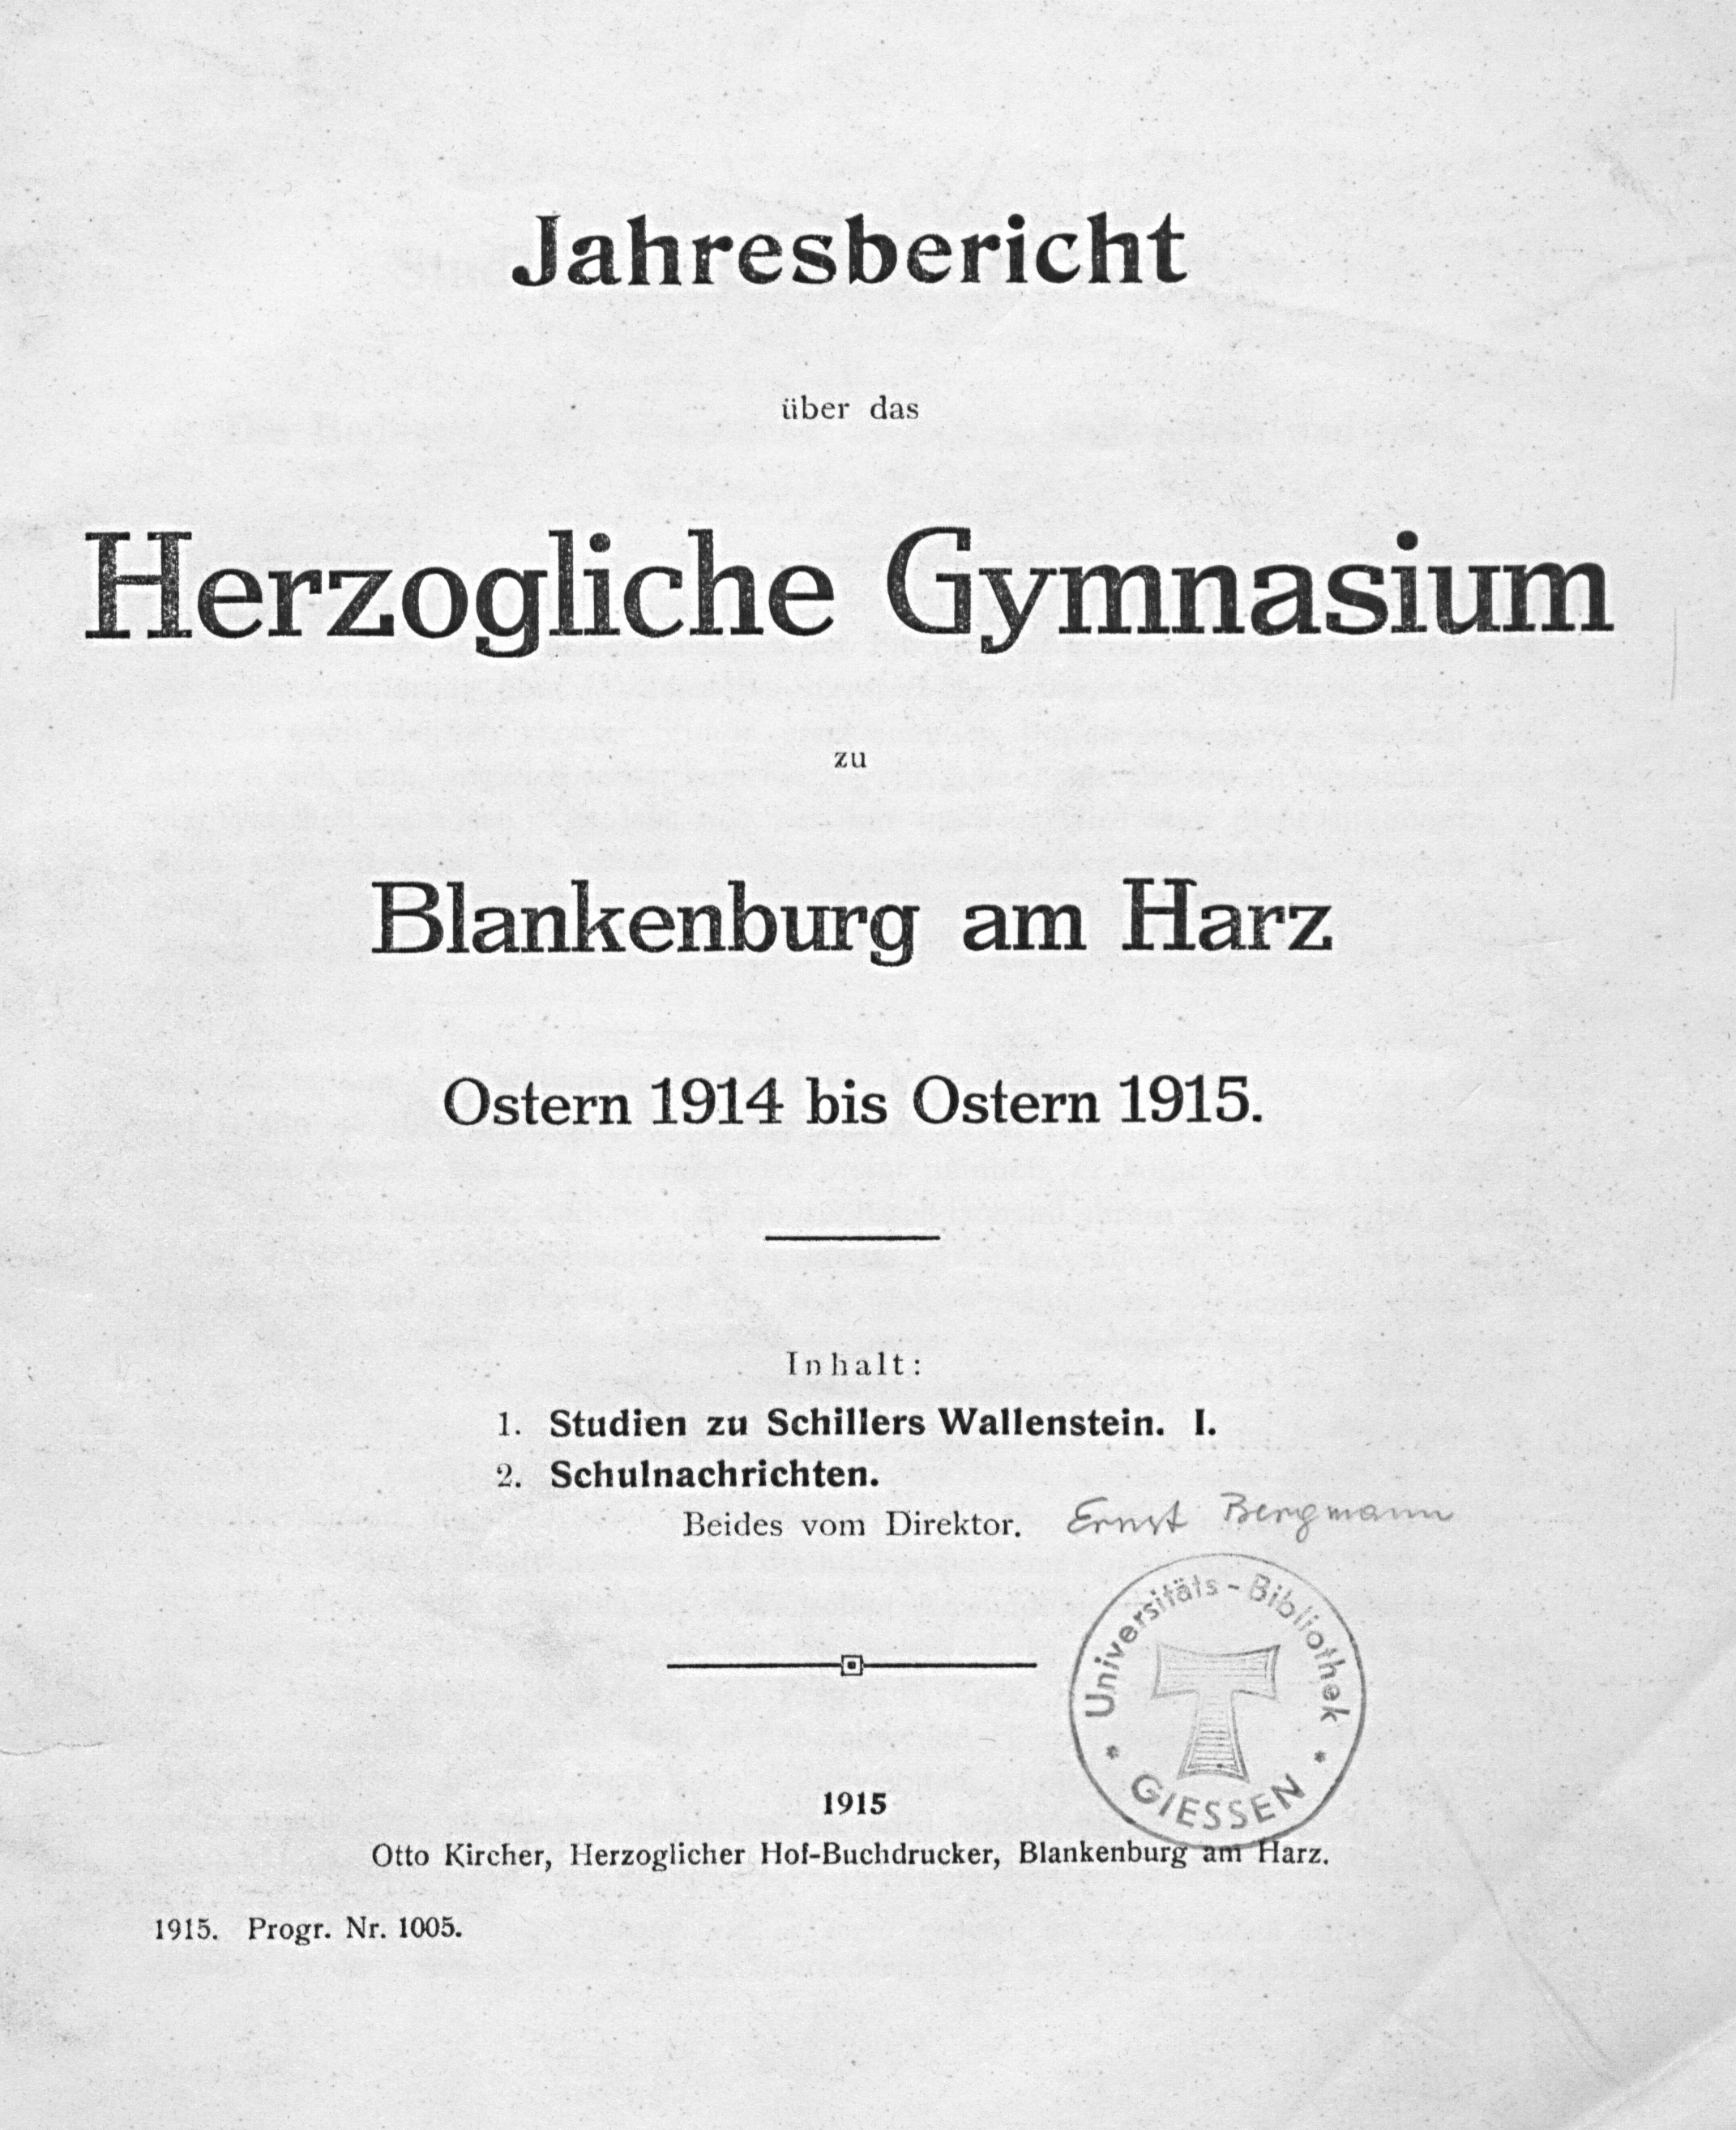 Jahresbericht
über das
Herzogliche Gymnasium
zu
Blankenburg am Harz
Ostern 1914 bis Ostern 1915.
Inhalt:
1. Studien zu Schillers Wallenstein. I.
2. Schulnachrichten.
Beides vom Direktor. Ernst Bergmann
Universitäts-Bibliothek
* GIESSEN *
1915
Otto Kircher, Herzoglicher Hof-Buchdrucker, Blankenburg am Harz.
1915. Progr. Nr. 1005.